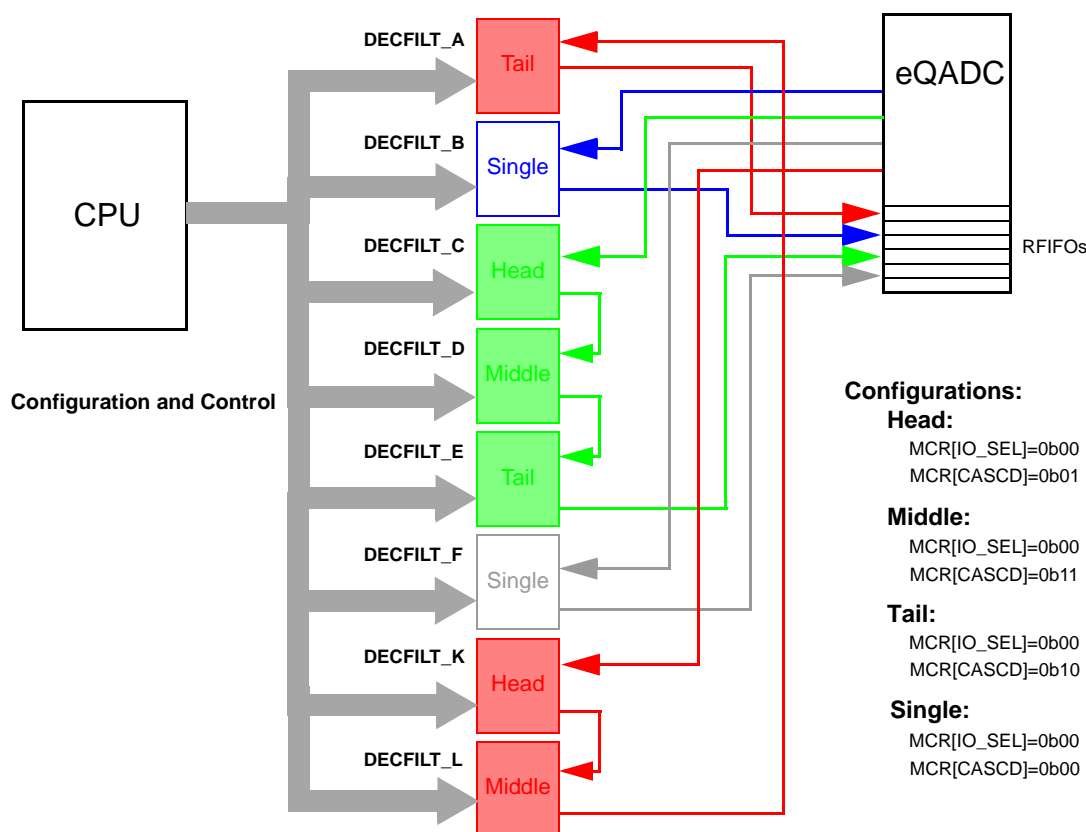 DECFILT_A
Tail
eQADC
DECFILT_B
Single
CPU
DECFILT_C
Head
RFIFOs
DECFILT_D
Middle
Configuration and Control
DECFILT_E
Tail
DECFILT_F
Single
DECFILT_K
Head
DECFILT_L
Middle
Configurations:
Head:
MCR[IO_SEL]=0b00
MCR[CASCD]=0b01
Middle:
MCR[IO_SEL]=0b00
MCR[CASCD]=0b11
Tail:
MCR[IO_SEL]=0b00
MCR[CASCD]=0b10
Single:
MCR[IO_SEL]=0b00
MCR[CASCD]=0b00